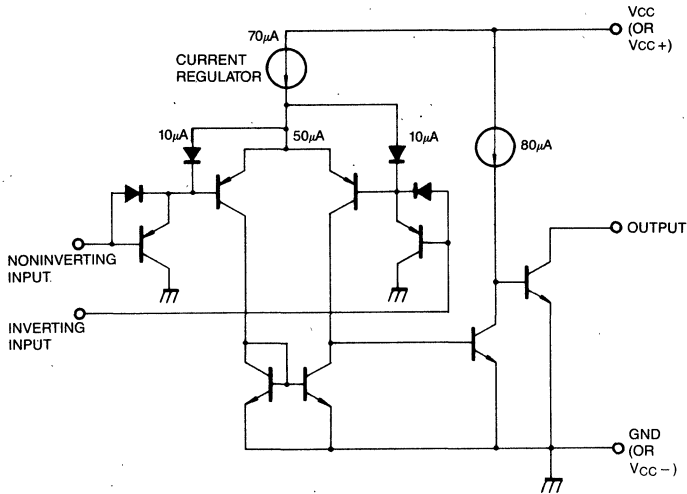 70μA
VCC
(OR
VCC+)
CURRENT
REGULATOR
10μA
50μA
10μA
80μA
OUTPUT
NONINVERTING
INPUT.
INVERTING
INPUT
GND
(OR
VCC−)